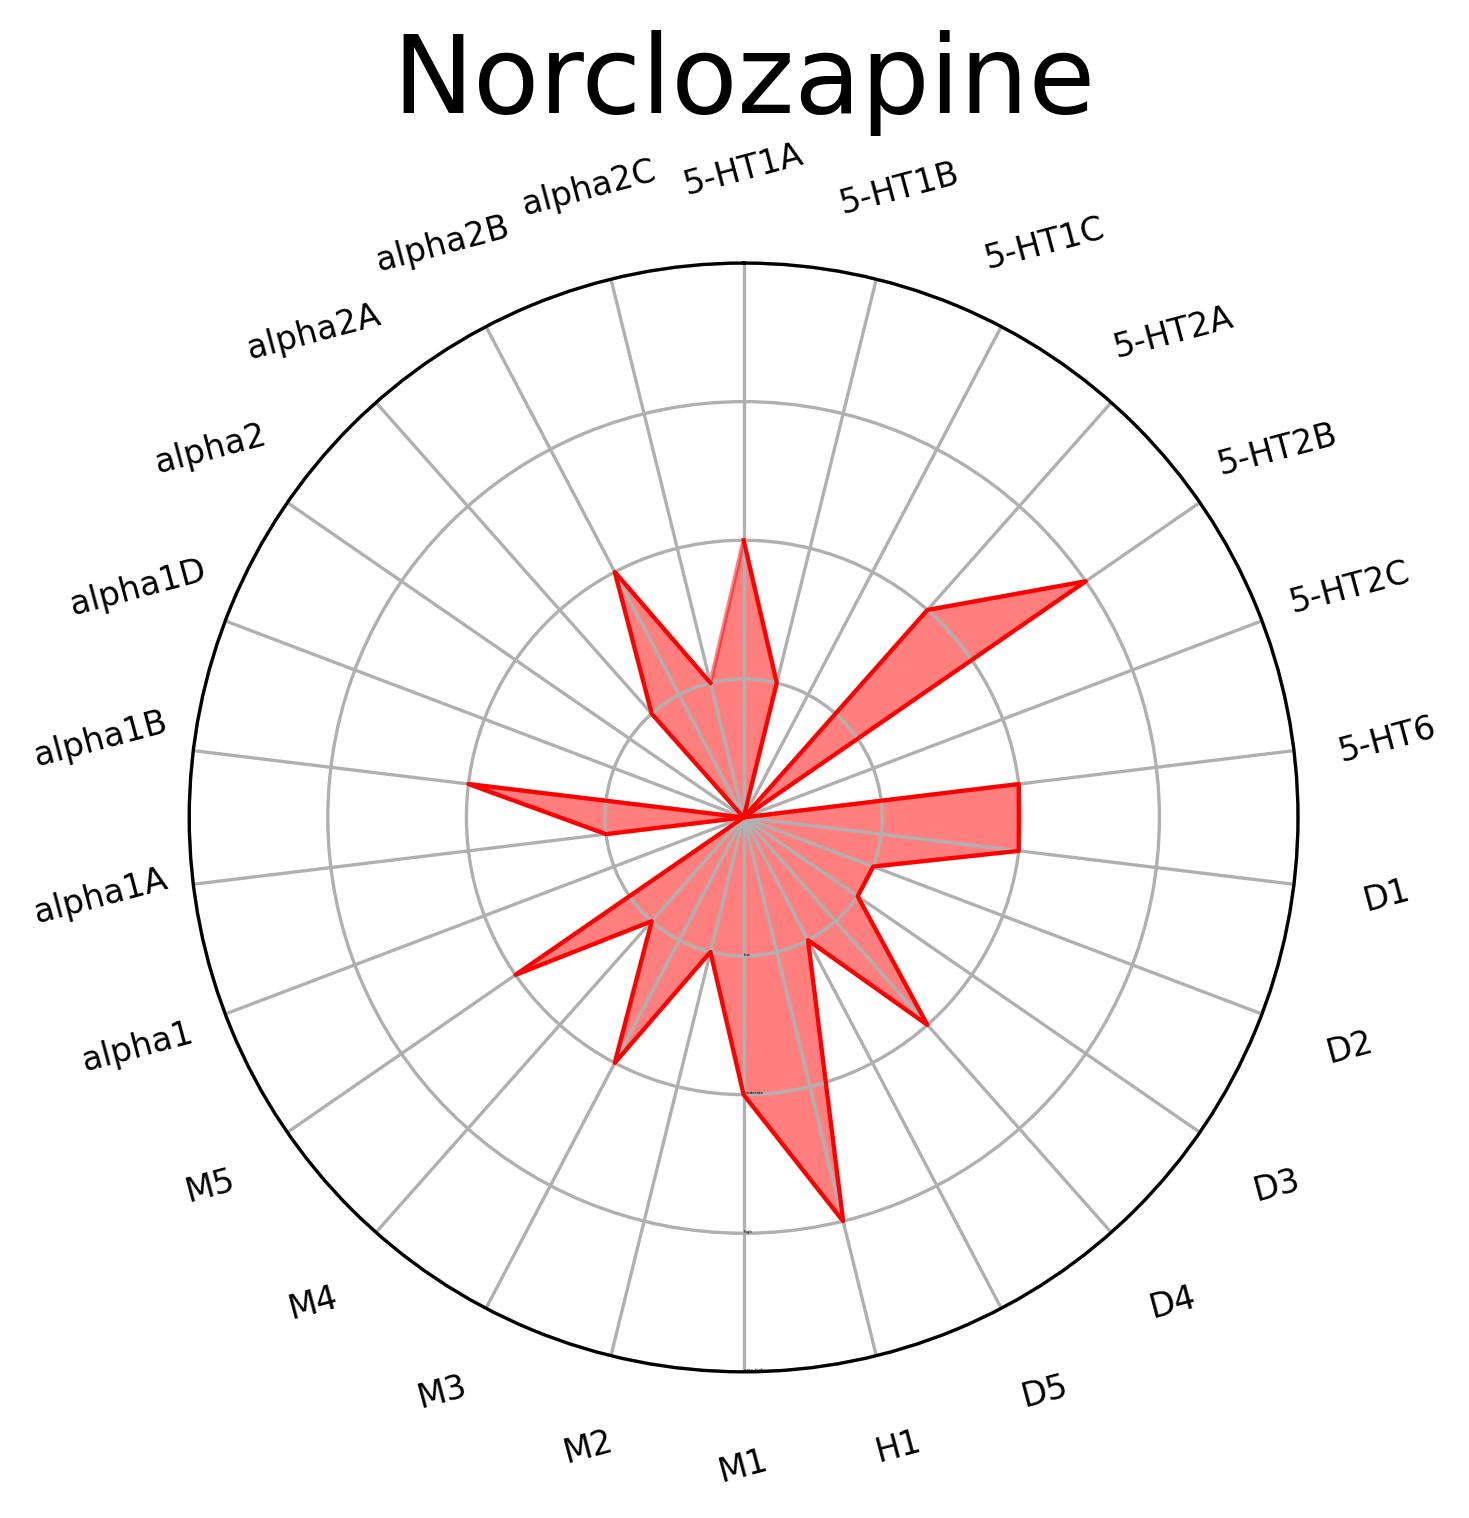 Norclozapine
5-HT1A
5-HT1B
5-HT1C
5-HT2A
5-HT2B
5-HT2C
5-HT6
D1
D2
D3
D4
D5
H1
M1
M2
M3
M4
M5
alpha1
alpha1A
alpha1B
alpha1D
alpha2
alpha2A
alpha2B
alpha2C